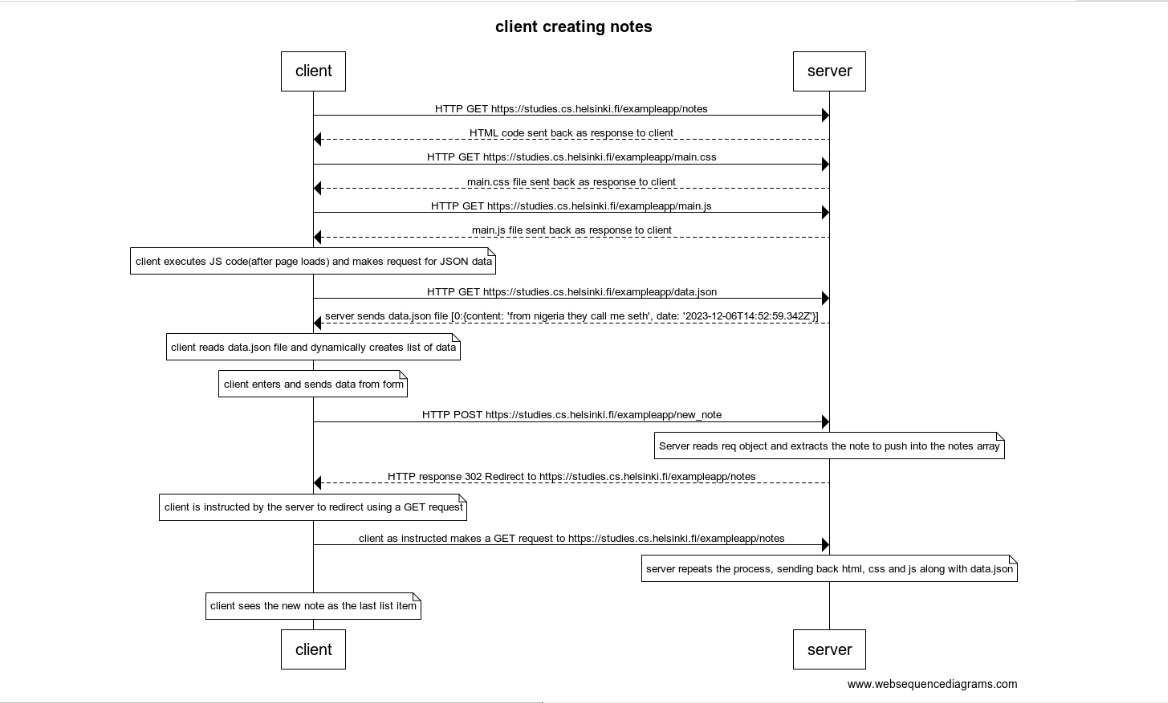 client creating notes
client
server
HTTP GET https://studies.cs.helsinki.fi/exampleapp/notes
HTML code sent back as response to client
HTTP GET https://studies.cs.helsinki.fi/exampleapp/main.css
main.css file sent back as response to client
HTTP GET https://studies.cs.helsinki.fi/exampleapp/main.js
main.js file sent back as response to client
client executes JS code(after page loads) and makes request for JSON data
HTTP GET https://studies.cs.helsinki.fi/exampleapp/data.json
server sends data.json file [0:{content: 'from nigeria they call me seth', date: '2023-12-06T14:52:59.342Z'}]
client reads data.json file and dynamically creates list of data
client enters and sends data from form
HTTP POST https://studies.cs.helsinki.fi/exampleapp/new_note
Server reads req object and extracts the note to push into the notes array
HTTP response 302 Redirect to https://studies.cs.helsinki.fi/exampleapp/notes
client is instructed by the server to redirect using a GET request
client as instructed makes a GET request to https://studies.cs.helsinki.fi/exampleapp/notes
server repeats the process, sending back html, css and js along with data.json
client sees the new note as the last list item
client
server
www.websequencediagrams.com